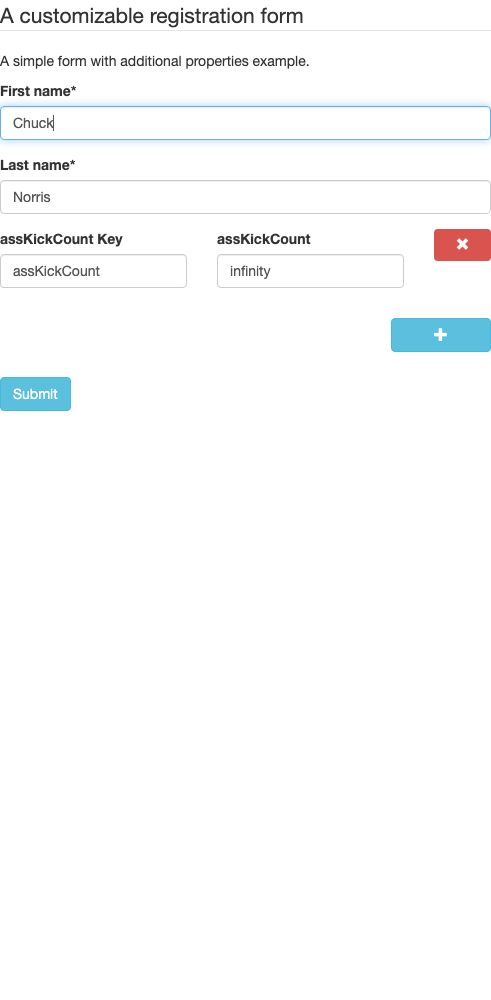 A customizable registration form
A simple form with additional properties example.
First name*
Chuck
Last name*
Norris
assKickCount Key
assKickCount
assKickCount
infinity
Submit